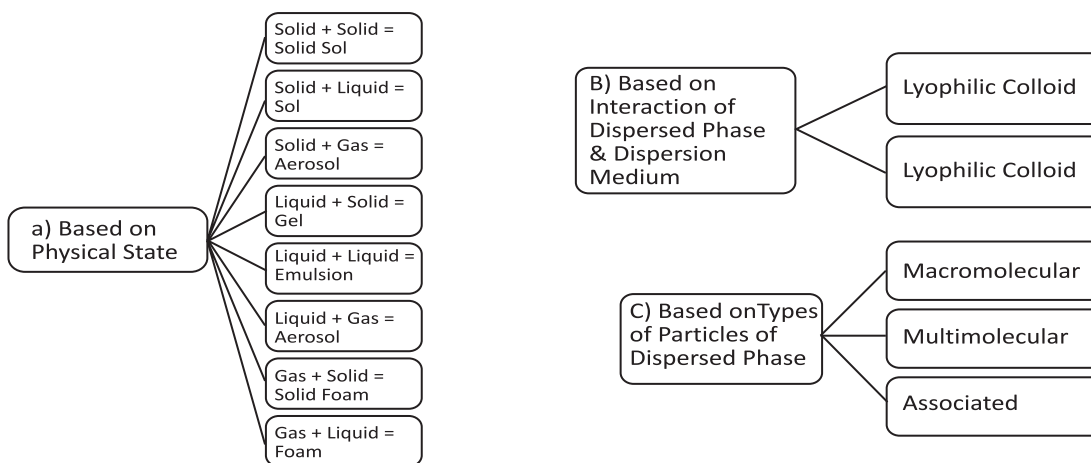 a) Based on
Physical State
Solid + Solid =
Solid Sol
Solid + Liquid =
Sol
Solid + Gas =
Aerosol
Liquid + Solid =
Gel
Liquid + Liquid =
Emulsion
Liquid + Gas =
Aerosol
Gas + Solid =
Solid Foam
Gas + Liquid =
Foam
B) Based on
Interaction of
Dispersed Phase
& Dispersion
Medium
Lyophilic Colloid
Lyophilic Colloid
C) Based onTypes
of Particles of
Dispersed Phase
Macromolecular
Multimolecular
Associated